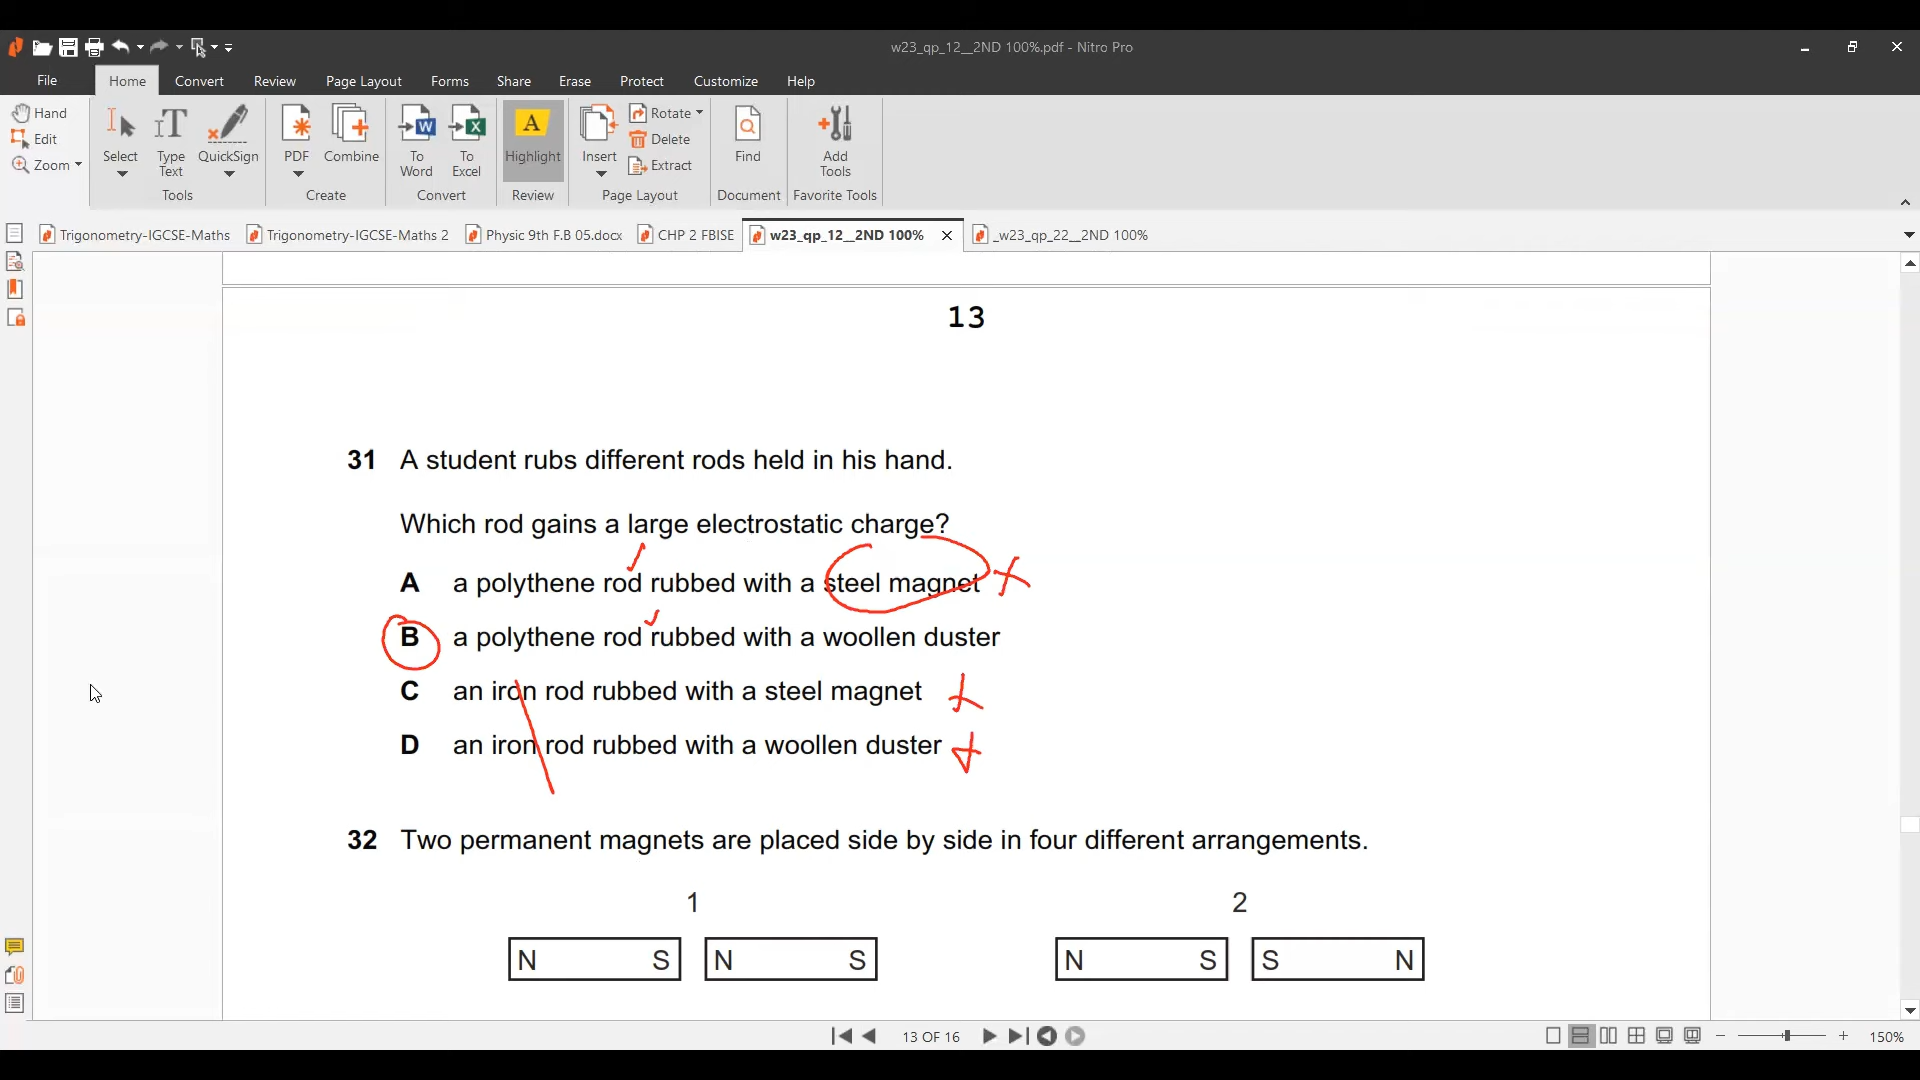 w23_qp_12__2ND 100%.pdf - Nitro Pro
File Home Convert Review Page Layout Forms Share Erase Protect Customize Help
Hand
Edit
Zoom
Select
Type Text
QuickSign
Tools
PDF
Combine
Create
To Word
To Excel
Convert
Highlight
Review
Insert
Rotate
Delete
Extract
Page Layout
Find
Document
Add Tools
Favorite Tools
Trigonometry-IGCSE-Maths Trigonometry-IGCSE-Maths 2 Physic 9th F.B 05.docx CHP 2 FBISE w23_qp_12__2ND 100% _w23_qp_22__2ND 100%
13
31 A student rubs different rods held in his hand.
Which rod gains a large electrostatic charge?
A a polythene rod rubbed with a steel magnet
B a polythene rod rubbed with a woollen duster
C an iron rod rubbed with a steel magnet
D an iron rod rubbed with a woollen duster
32 Two permanent magnets are placed side by side in four different arrangements.
1 2
N S N S N S S N
13 OF 16
150%